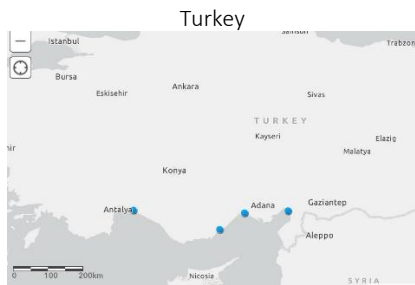 Turkey
Samsun
Istanbul
Trabzon
Bursa
Ankara
Eskisehir
Sivas
TURKEY
Kayseri
Elazig
Malatya
Konya
Antalya
Adana
Gaziantep
Aleppo
Nicosia
0 100 200km
SYRIA